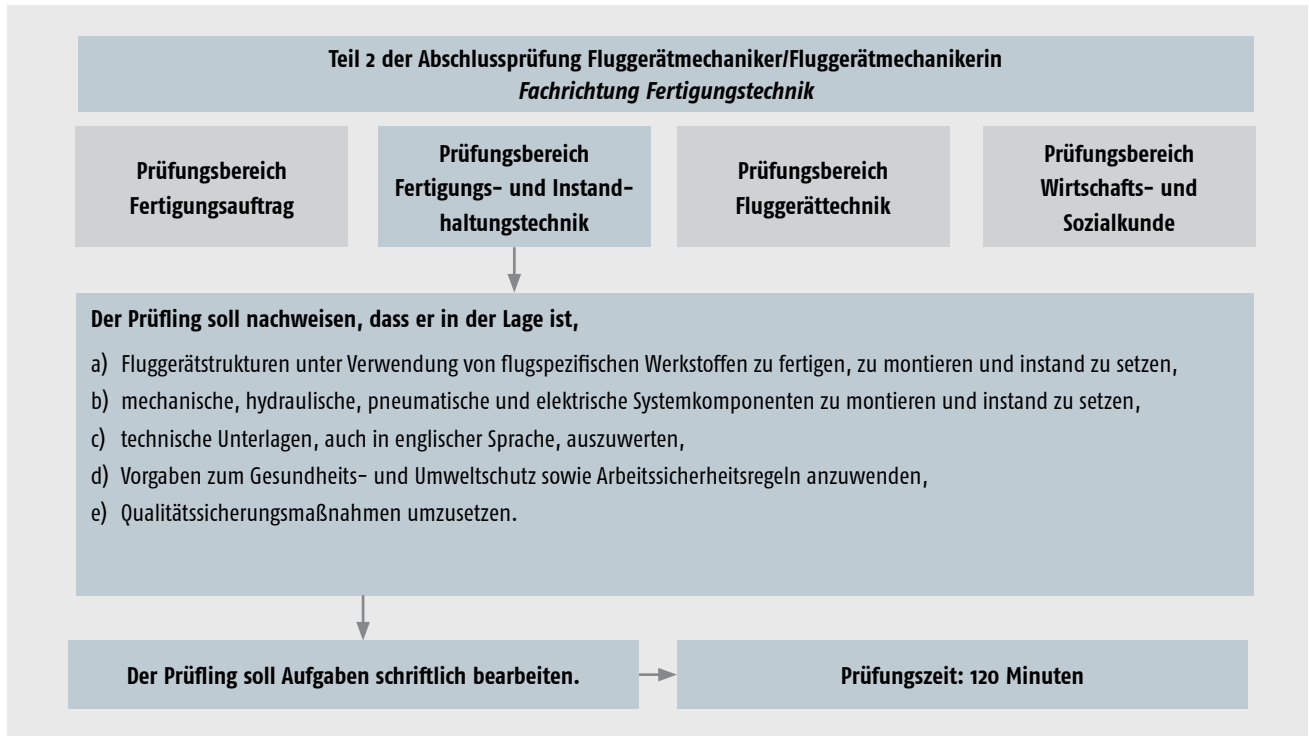 Teil 2 der Abschlussprüfung Fluggerätmechaniker/Fluggerätmechanikerin
Fachrichtung Fertigungstechnik
Prüfungsbereich
Fertigungsauftrag
Prüfungsbereich
Fertigungs- und Instand-
haltungstechnik
Prüfungsbereich
Fluggerättechnik
Prüfungsbereich
Wirtschafts- und
Sozialkunde
Der Prüfling soll nachweisen, dass er in der Lage ist,
a) Fluggerätstrukturen unter Verwendung von flugspezifischen Werkstoffen zu fertigen, zu montieren und instand zu setzen,
b) mechanische, hydraulische, pneumatische und elektrische Systemkomponenten zu montieren und instand zu setzen,
c) technische Unterlagen, auch in englischer Sprache, auszuwerten,
d) Vorgaben zum Gesundheits- und Umweltschutz sowie Arbeitssicherheitsregeln anzuwenden,
e) Qualitätssicherungsmaßnahmen umzusetzen.
Der Prüfling soll Aufgaben schriftlich bearbeiten.
Prüfungszeit: 120 Minuten